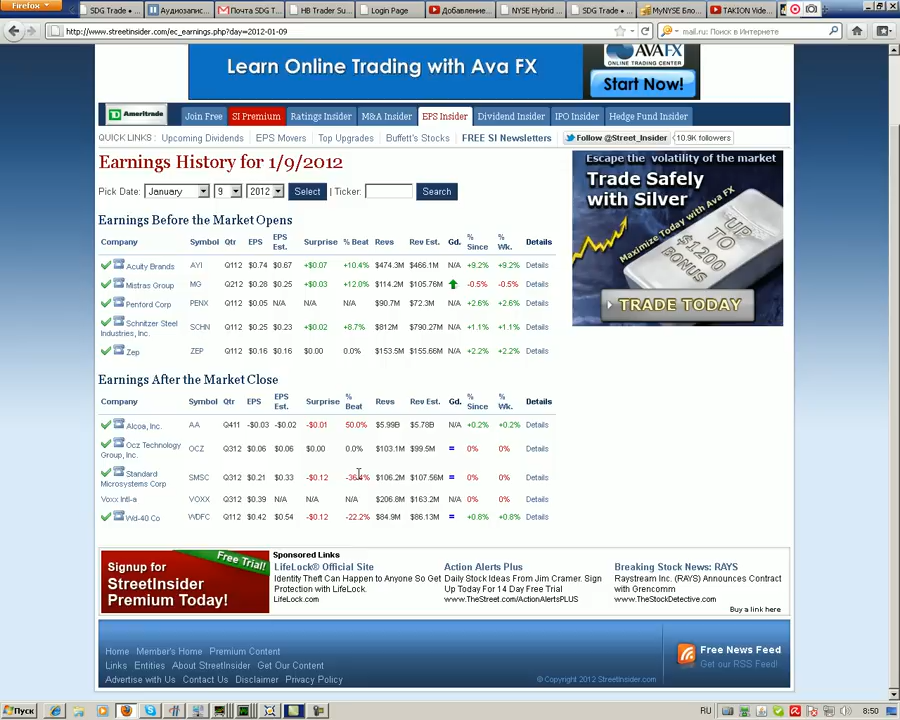 Firefox
SDG Trade •...
Аудиозапис...
Почта SDG T...
HB Trader Su...
Login Page
Добавление...
NYSE Hybrid ...
SDG Trade •...
MyNYSE Бло...
TAKION Vide...
http://www.streetinsider.com/ec_earnings.php?day=2012-01-09
mail.ru: Поиск в Интернете
Learn Online Trading with Ava FX
AVAFX
ONLINE TRADING CENTER
Start Now!
Ameritrade
Join Free
SI Premium
Ratings Insider
M&A Insider
EPS Insider
Dividend Insider
IPO Insider
Hedge Fund Insider
QUICK LINKS: Upcoming Dividends EPS Movers Top Upgrades Buffett's Stocks FREE SI Newsletters
Follow @Street_Insider
10.9K followers
Earnings History for 1/9/2012
Pick Date: January 9 2012 Select | Ticker: Search
Earnings Before the Market Opens
Company Symbol Qtr EPS EPS Est. Surprise % Beat Revs Rev Est. Gd. % Since % Wk. Details
Acuity Brands AYI Q112 $0.74 $0.67 +$0.07 +10.4% $474.3M $466.1M N/A +9.2% +9.2% Details
Mistras Group MG Q212 $0.28 $0.25 +$0.03 +12.0% $114.2M $105.76M -0.5% -0.5% Details
Penford Corp PENX Q112 $0.05 N/A N/A N/A $90.7M $72.3M N/A +2.6% +2.6% Details
Schnitzer Steel Industries, Inc. SCHN Q112 $0.25 $0.23 +$0.02 +8.7% $812M $790.27M N/A +1.1% +1.1% Details
Zep ZEP Q112 $0.16 $0.16 $0.00 0.0% $153.5M $155.66M N/A +2.2% +2.2% Details
Earnings After the Market Close
Company Symbol Qtr EPS EPS Est. Surprise % Beat Revs Rev Est. Gd. % Since % Wk. Details
Alcoa, Inc. AA Q411 -$0.03 -$0.02 -$0.01 50.0% $5.99B $5.78B N/A +0.2% +0.2% Details
Ocz Technology Group, Inc. OCZ Q312 $0.06 $0.06 $0.00 0.0% $103.1M $99.5M = 0% 0% Details
Standard Microsystems Corp SMSC Q312 $0.21 $0.33 -$0.12 -36.4% $106.2M $107.56M = 0% 0% Details
Voxx Intl-a VOXX Q312 $0.39 N/A N/A N/A $206.8M $163.2M N/A 0% 0% Details
Wd-40 Co WDFC Q112 $0.42 $0.54 -$0.12 -22.2% $84.9M $86.13M = +0.8% +0.8% Details
Escape the volatility of the market
Trade Safely
with Silver
Maximize Today with Ava FX
UP TO $1200 BONUS
TRADE TODAY
Signup for
StreetInsider
Premium Today!
Free Trial!
Sponsored Links
LifeLock® Official Site
Identity Theft Can Happen to Anyone So Get
Protection with LifeLock.
LifeLock.com
Action Alerts Plus
Daily Stock Ideas From Jim Cramer. Sign
Up Today For 14 Day Free Trial
www.TheStreet.com/ActionAlertsPLUS
Breaking Stock News: RAYS
Raystream Inc. (RAYS) Announces Contract
with Grencomm
www.TheStockDetective.com
Buy a link here
Home Member's Home Premium Content
Links Entities About StreetInsider Get Our Content
Advertise with Us Contact Us Disclaimer Privacy Policy
© Copyright 2012 StreetInsider.com
Free News Feed
Get our RSS Feed!
Пуск
RU
8:50